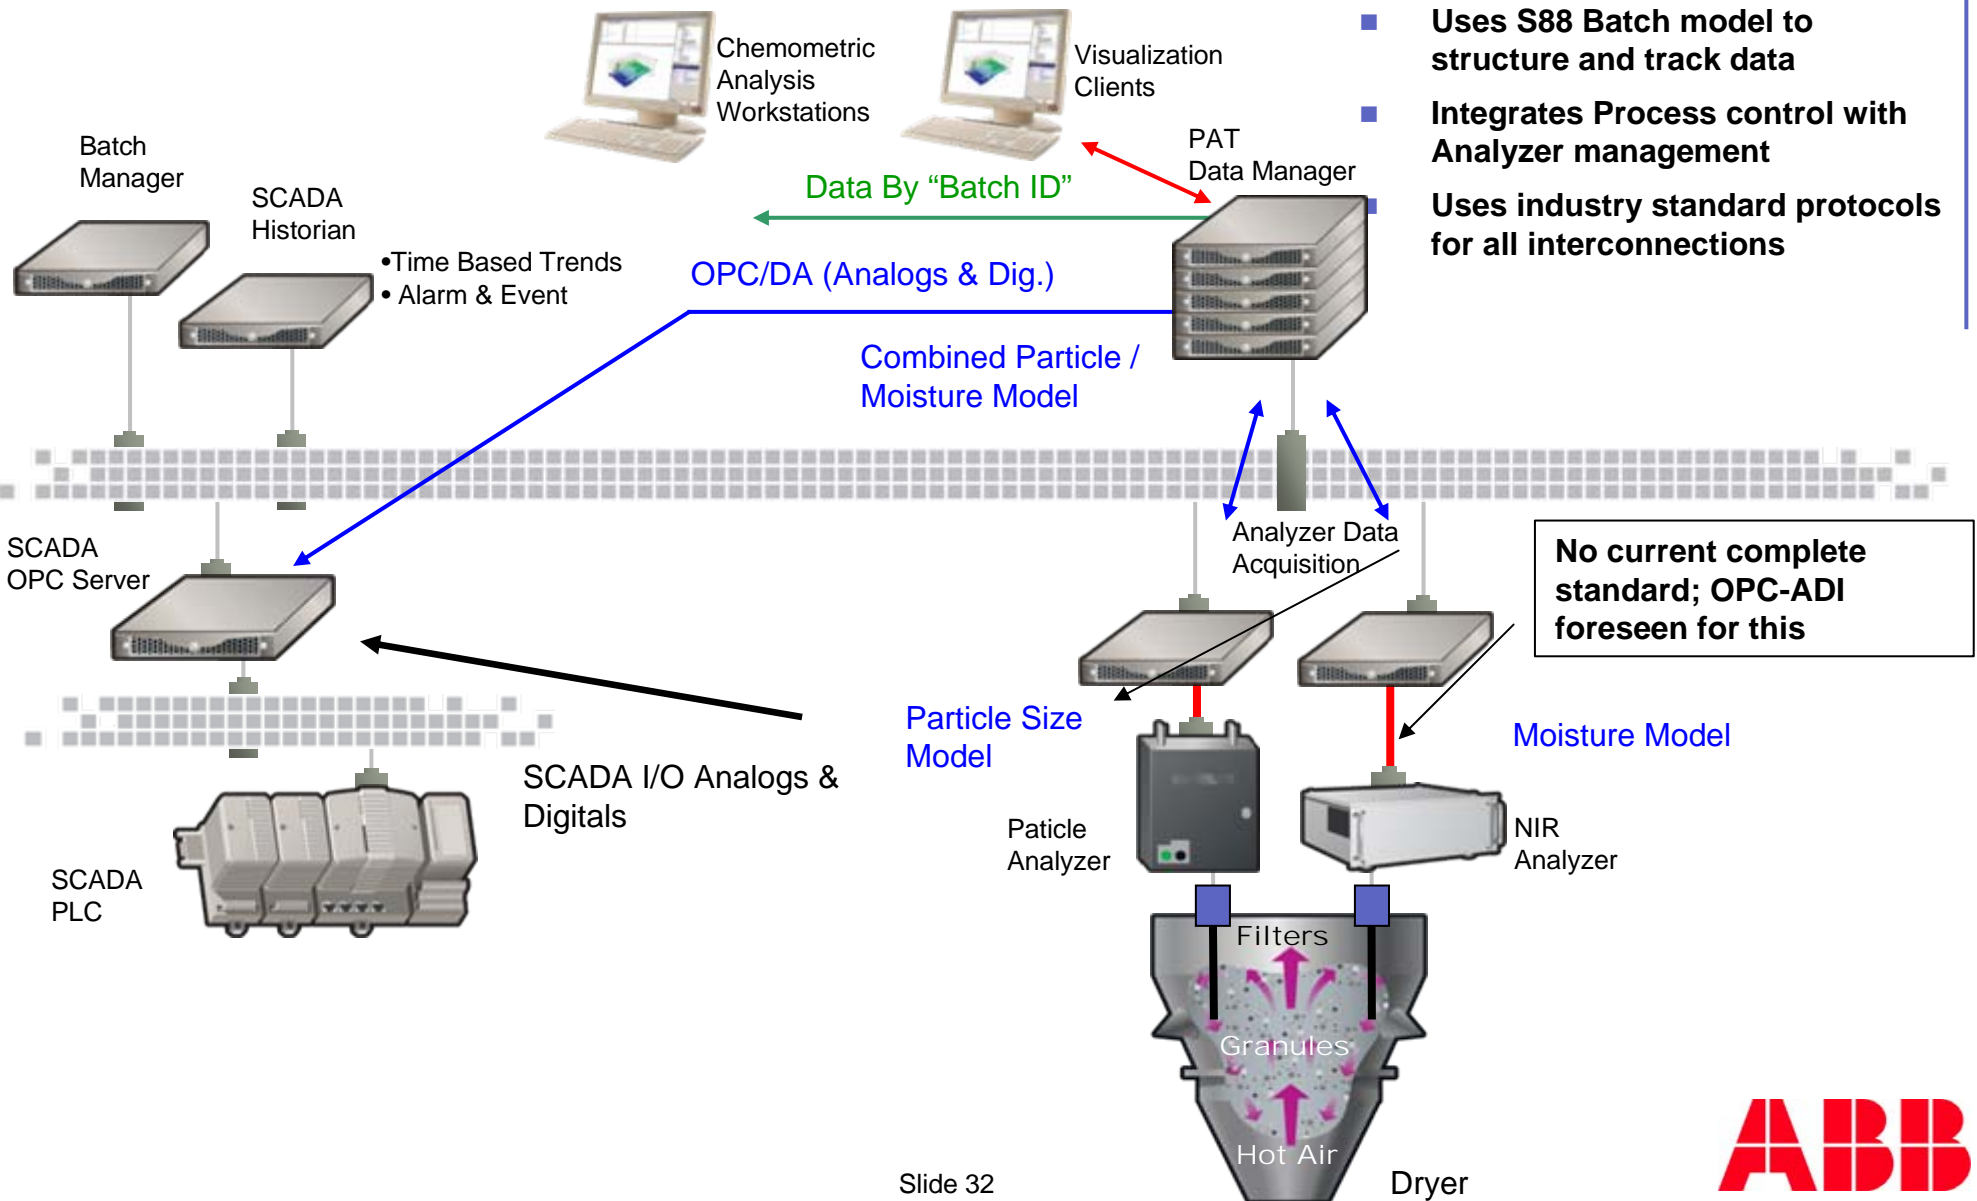 Chemometric
Analysis
Workstations
Visualization
Clients
■ Uses S88 Batch model to
structure and track data
■ Integrates Process control with
Analyzer management
■ Uses industry standard protocols
for all interconnections
Batch
Manager
SCADA
Historian
•Time Based Trends
• Alarm & Event
PAT
Data Manager
Data By “Batch ID”
OPC/DA (Analogs & Dig.)
Combined Particle /
Moisture Model
SCADA
OPC Server
Analyzer Data
Acquisition
No current complete
standard; OPC-ADI
foreseen for this
Particle Size
Model
Moisture Model
SCADA I/O Analogs &
Digitals
Paticle
Analyzer
NIR
Analyzer
SCADA
PLC
Filters
Granules
Hot Air
Dryer
Slide 32
ABB